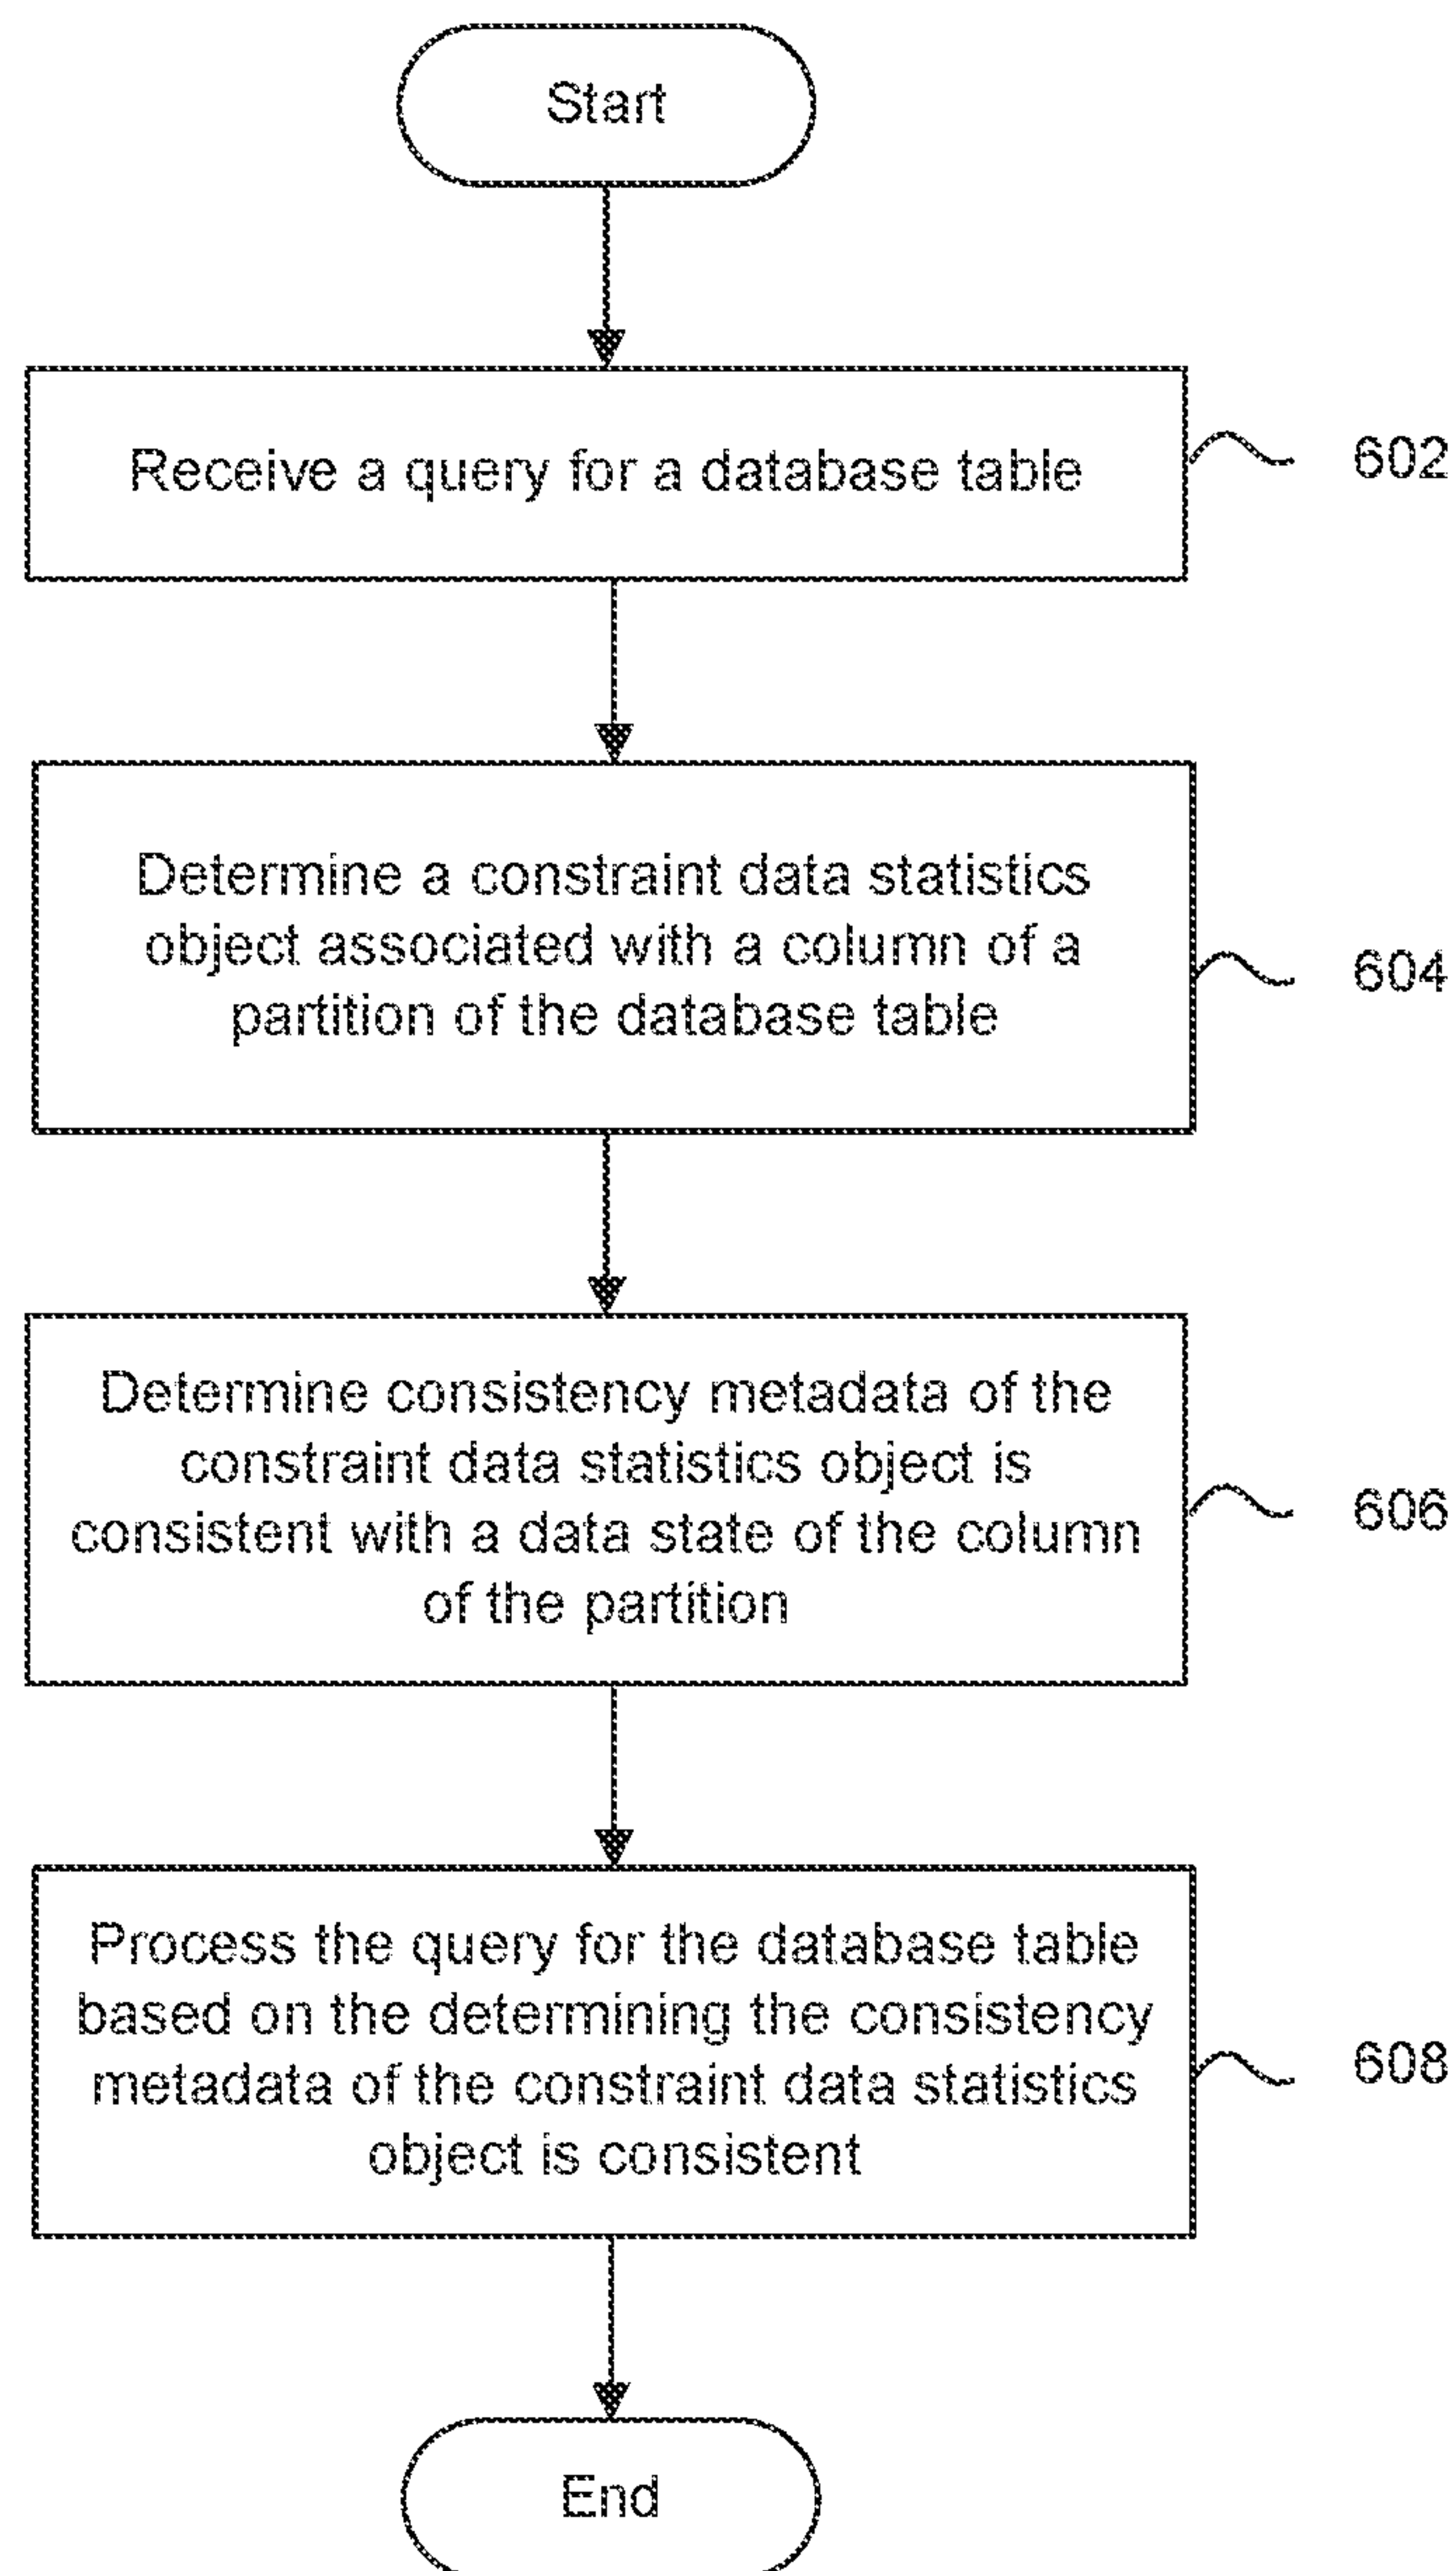 Start
Receive a query for a database table
602
Determine a constraint data statistics
object associated with a column of a
partition of the database table
604
Determine consistency metadata of the
constraint data statistics object is
consistent with a data state of the column
of the partition
606
Process the query for the database table
based on the determining the consistency
metadata of the constraint data statistics
object is consistent
608
End